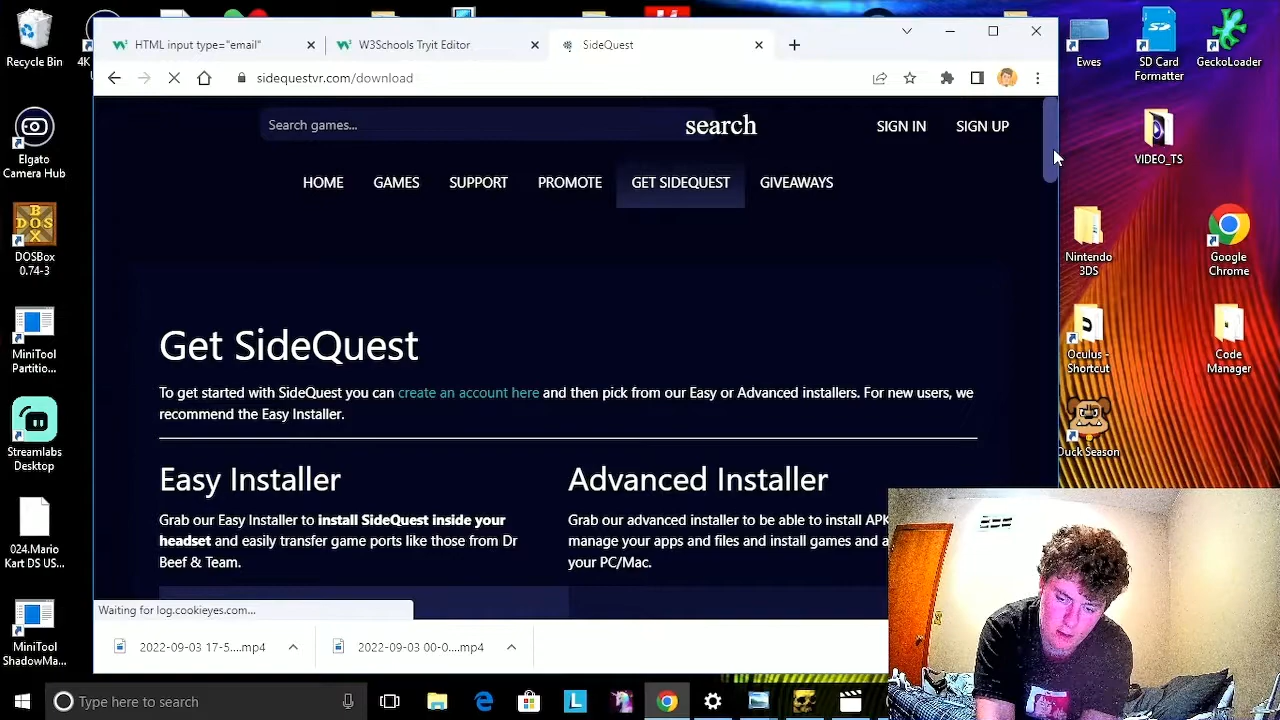 HTML input type="email"
W3Schools Tryit Editor
SideQuest
sidequestvr.com/download
Search games...
search
SIGN IN
SIGN UP
HOME
GAMES
SUPPORT
PROMOTE
GET SIDEQUEST
GIVEAWAYS
Get SideQuest
To get started with SideQuest you can create an account here and then pick from our Easy or Advanced installers. For new users, we
recommend the Easy Installer.
Easy Installer
Grab our Easy Installer to install SideQuest inside your
headset and easily transfer game ports like those from Dr
Beef & Team.
Advanced Installer
Grab our advanced installer to be able to install APK
manage your apps and files and install games and a
your PC/Mac.
Waiting for log.cookieyes.com...
2022-09-03 17-5....mp4
2022-09-03 00-0....mp4
Recycle Bin
4K
Elgato
Camera Hub
DOS
BOX
DOSBox
0.74-3
MiniTool
Partitio...
Streamlabs
Desktop
024.Mario
Kart DS US...
MiniTool
ShadowMa...
Ewes
SD
SD Card
Formatter
GeckoLoader
VIDEO_TS
Nintendo
3DS
Google
Chrome
Oculus -
Shortcut
Code
Manager
Duck Season
Type here to search
L